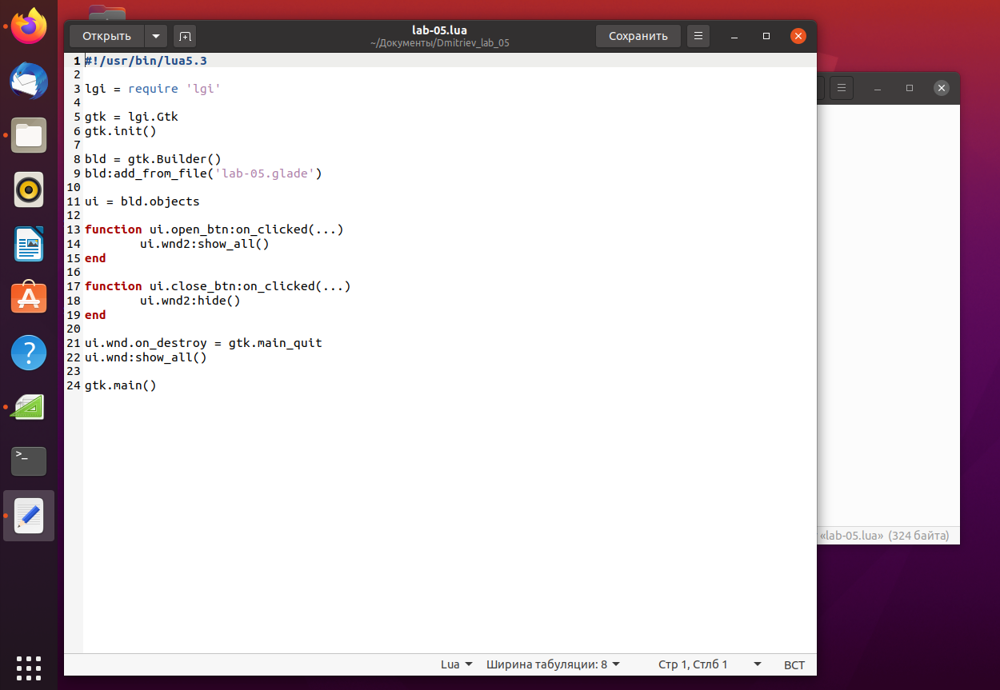 Открыть
lab-05.lua
~/Документы/Dmitriev_lab_05
Сохранить
1 #!/usr/bin/lua5.3
2
3 lgi = require 'lgi'
4
5 gtk = lgi.Gtk
6 gtk.init()
7
8 bld = gtk.Builder()
9 bld:add_from_file('lab-05.glade')
10
11 ui = bld.objects
12
13 function ui.open_btn:on_clicked(...)
14 ui.wnd2:show_all()
15 end
16
17 function ui.close_btn:on_clicked(...)
18 ui.wnd2:hide()
19 end
20
21 ui.wnd.on_destroy = gtk.main_quit
22 ui.wnd:show_all()
23
24 gtk.main()
«lab-05.lua» (324 байта)
Lua Ширина табуляции: 8 Стр 1, Стлб 1 ВСТ